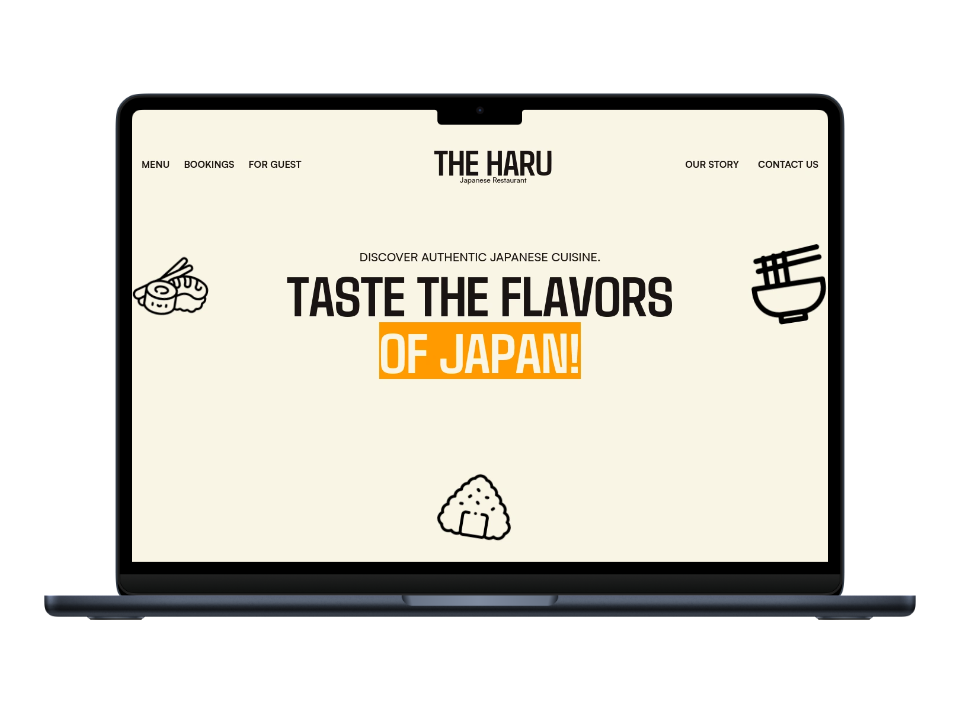 MENU BOOKINGS FOR GUEST THE HARU OUR STORY CONTACT US
Japanese Restaurant
DISCOVER AUTHENTIC JAPANESE CUISINE.
TASTE THE FLAVORS
OF JAPAN!